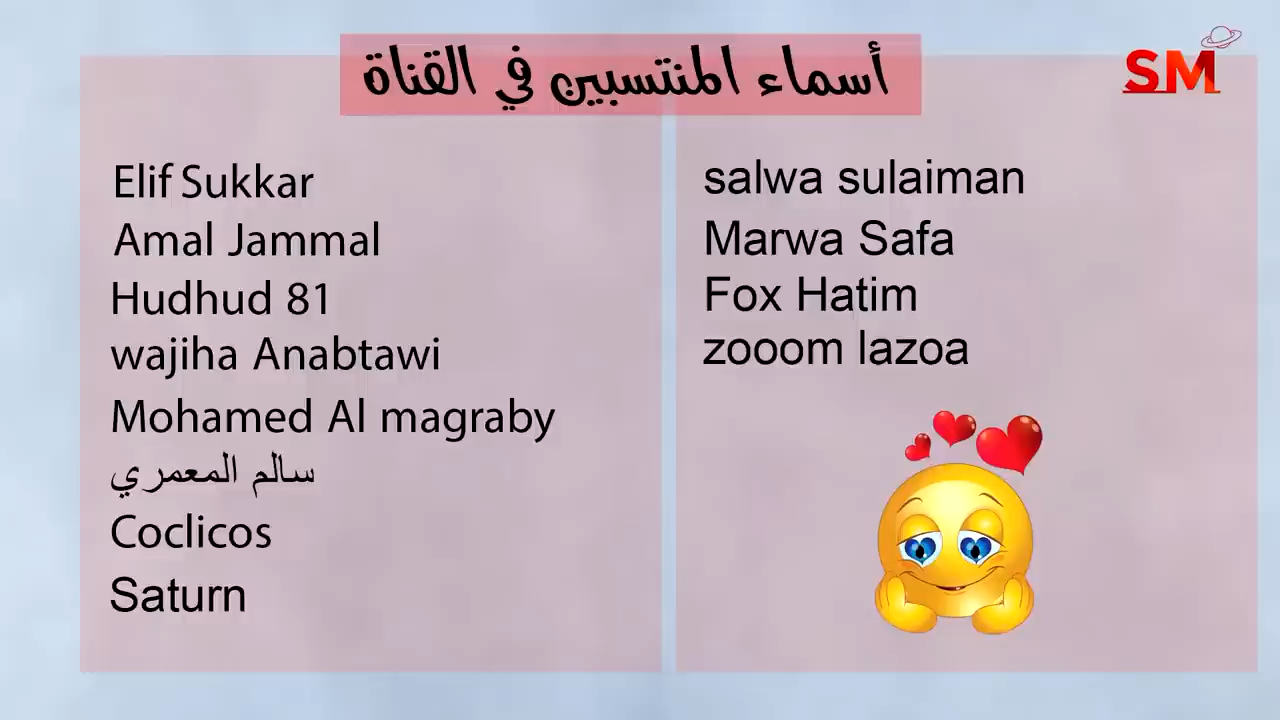 أسماء المنتسبين في القناة
SM
Elif Sukkar
Amal Jammal
Hudhud 81
wajiha Anabtawi
Mohamed Al magraby
سالم المعمري
Coclicos
Saturn
salwa sulaiman
Marwa Safa
Fox Hatim
zooom lazoa